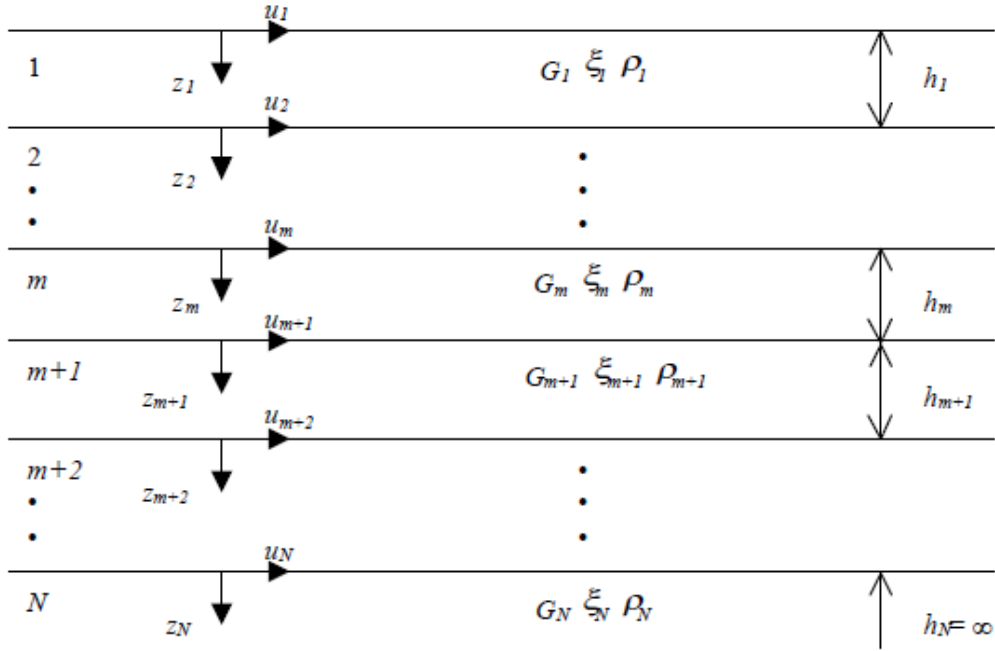 u1
1 z1 G1 ξ1 ρ1 h1
u2
2 z2
um
m zm Gm ξm ρm hm
um+1
m+1 zm+1 Gm+1 ξm+1 ρm+1 hm+1
um+2
m+2 zm+2
uN
N zN GN ξN ρN hN= ∞